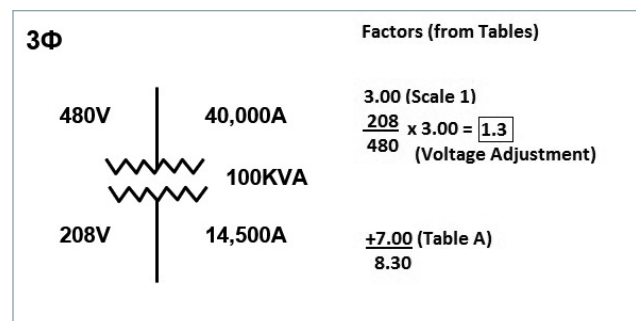 3Φ
Factors (from Tables)
480V
40,000A
3.00 (Scale 1)
208
480
x 3.00 = 1.3
(Voltage Adjustment)
100KVA
208V
14,500A
+7.00 (Table A)
8.30